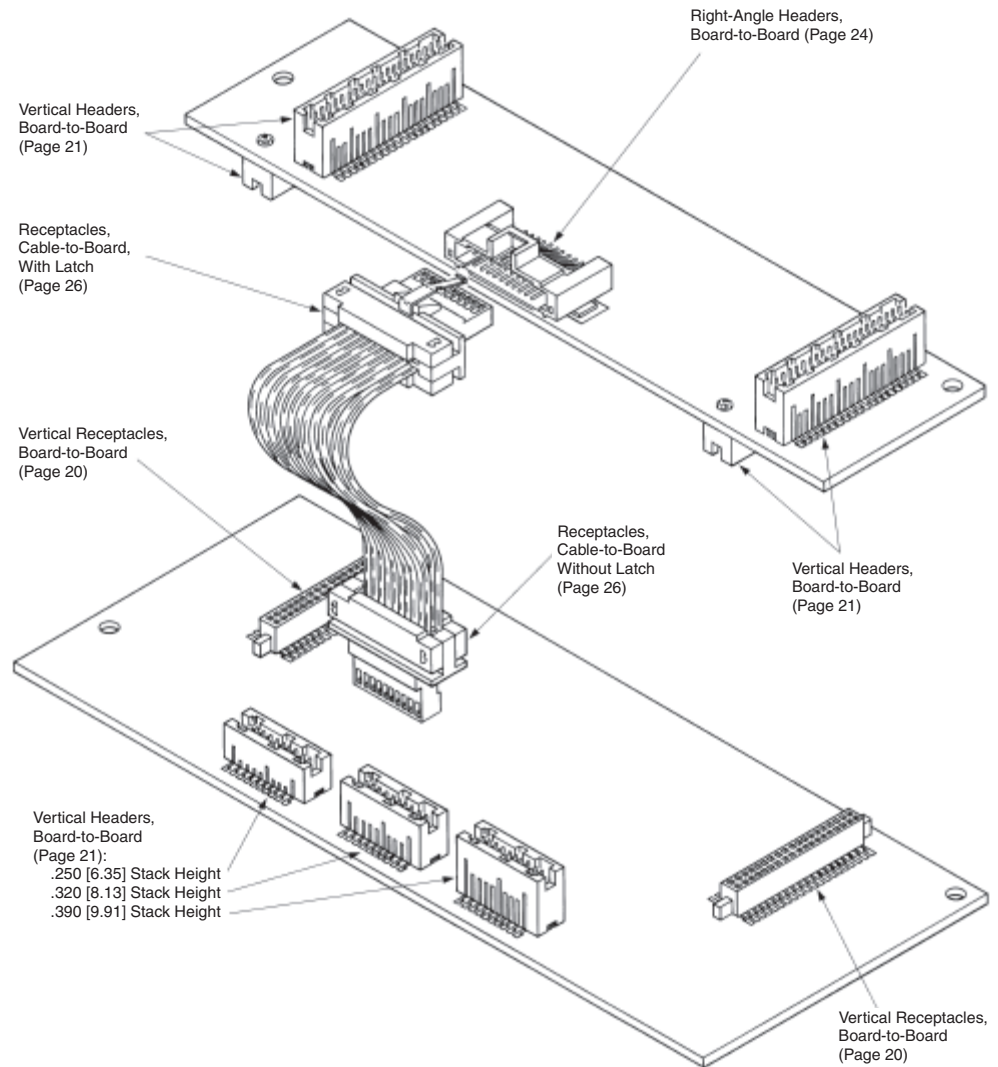 Right-Angle Headers,
Board-to-Board (Page 24)
Vertical Headers,
Board-to-Board
(Page 21)
Receptacles,
Cable-to-Board,
With Latch
(Page 26)
Vertical Receptacles,
Board-to-Board
(Page 20)
Receptacles,
Cable-to-Board
Without Latch
(Page 26)
Vertical Headers,
Board-to-Board
(Page 21)
Vertical Headers,
Board-to-Board
(Page 21):
.250 [6.35] Stack Height
.320 [8.13] Stack Height
.390 [9.91] Stack Height
Vertical Receptacles,
Board-to-Board
(Page 20)